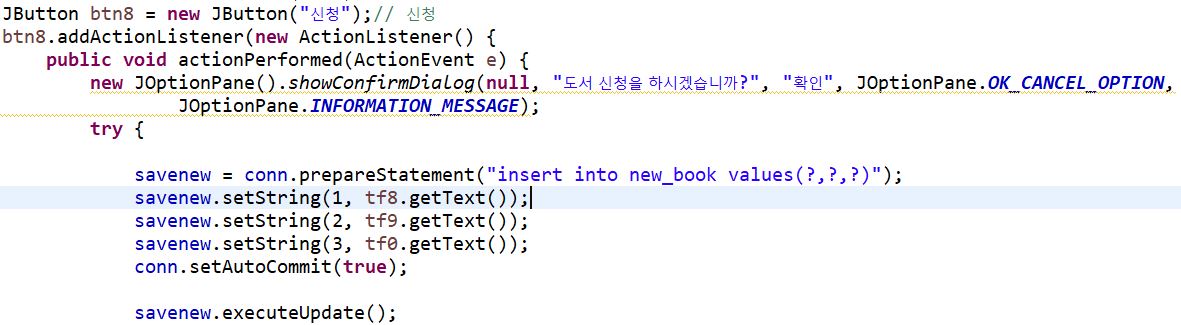 JButton btn8 = new JButton("신청");// 신청
btn8.addActionListener(new ActionListener() {
public void actionPerformed(ActionEvent e) {
new JOptionPane().showConfirmDialog(null, "도서 신청을 하시겠습니까?", "확인", JOptionPane.OK_CANCEL_OPTION,
JOptionPane.INFORMATION_MESSAGE);
try {
savenew = conn.prepareStatement("insert into new_book values(?,?,?)");
savenew.setString(1, tf8.getText());
savenew.setString(2, tf9.getText());
savenew.setString(3, tf0.getText());
conn.setAutoCommit(true);
savenew.executeUpdate();